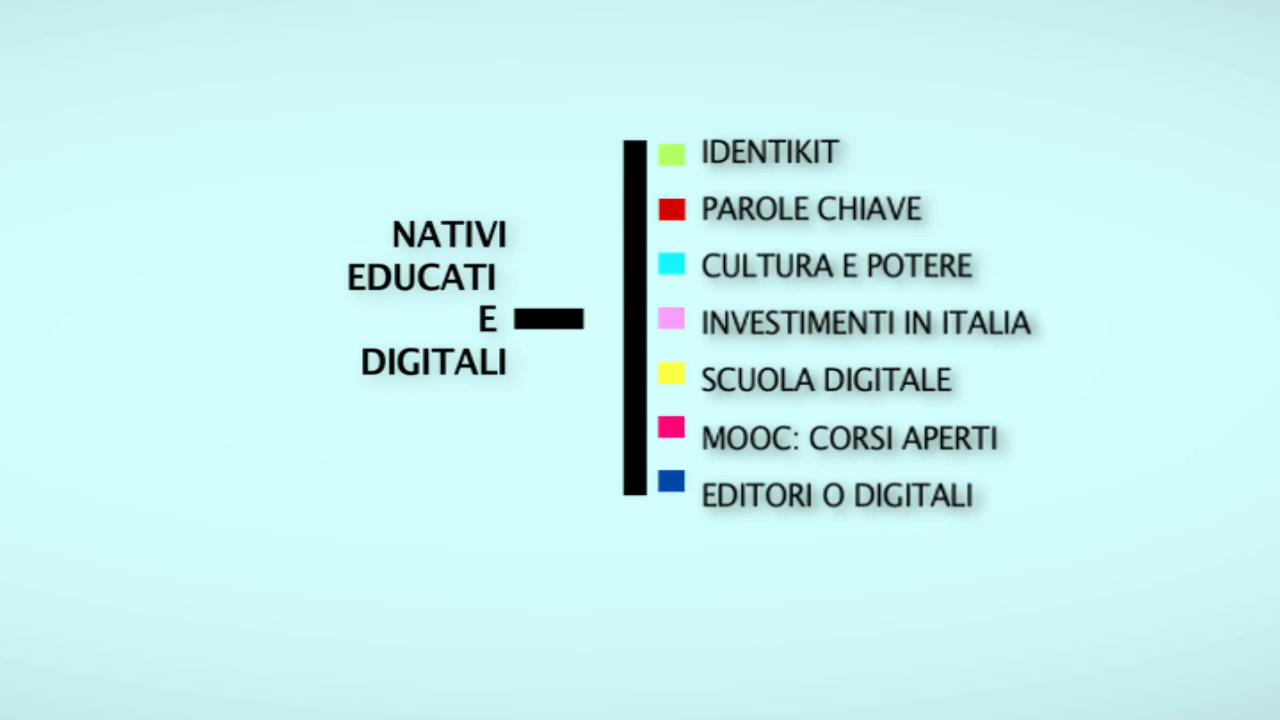 NATIVI
EDUCATI
E
DIGITALI
IDENTIKIT
PAROLE CHIAVE
CULTURA E POTERE
INVESTIMENTI IN ITALIA
SCUOLA DIGITALE
MOOC: CORSI APERTI
EDITORI O DIGITALI